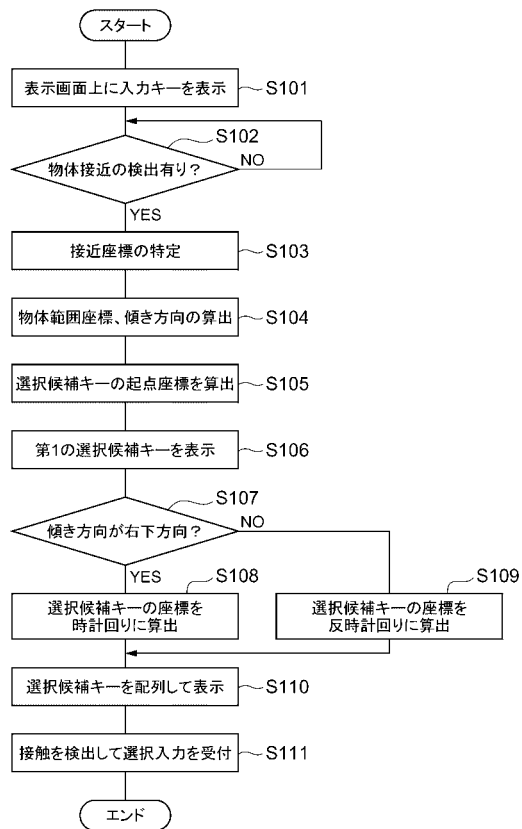 スタート
表示画面上に入力キーを表示
S101
S102
物体接近の検出有り?
NO
YES
接近座標の特定
S103
物体範囲座標、傾き方向の算出
S104
選択候補キーの起点座標を算出
S105
第1の選択候補キーを表示
S106
S107
傾き方向が右下方向?
NO
YES
S108
S109
選択候補キーの座標を
時計回りに算出
選択候補キーの座標を
反時計回りに算出
選択候補キーを配列して表示
S110
接触を検出して選択入力を受付
S111
エンド